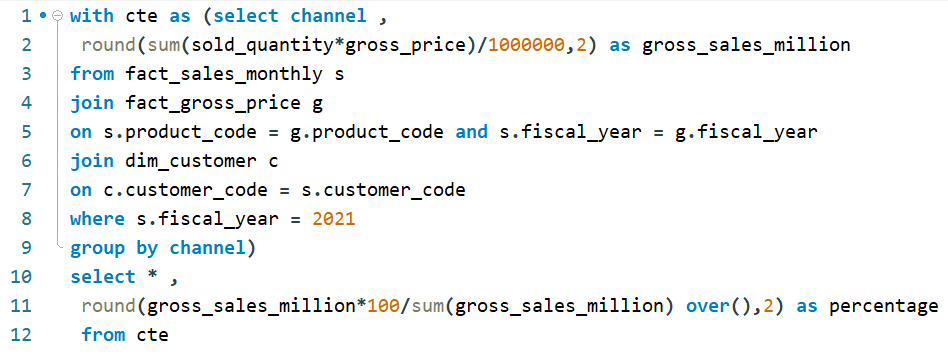 1 with cte as (select channel ,
2 round(sum(sold_quantity*gross_price)/1000000,2) as gross_sales_million
3 from fact_sales_monthly s
4 join fact_gross_price g
5 on s.product_code = g.product_code and s.fiscal_year = g.fiscal_year
6 join dim_customer c
7 on c.customer_code = s.customer_code
8 where s.fiscal_year = 2021
9 group by channel)
10 select * ,
11 round(gross_sales_million*100/sum(gross_sales_million) over(),2) as percentage
12 from cte